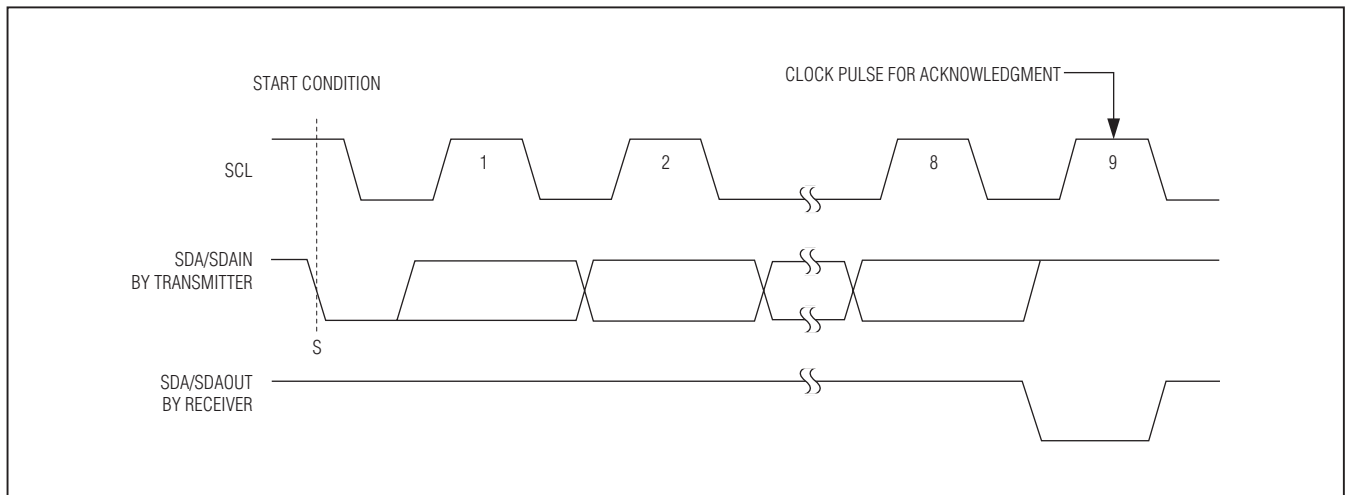 START CONDITION
CLOCK PULSE FOR ACKNOWLEDGMENT
SCL
1
2
8
9
SDA/SDAIN
BY TRANSMITTER
S
SDA/SDAOUT
BY RECEIVER